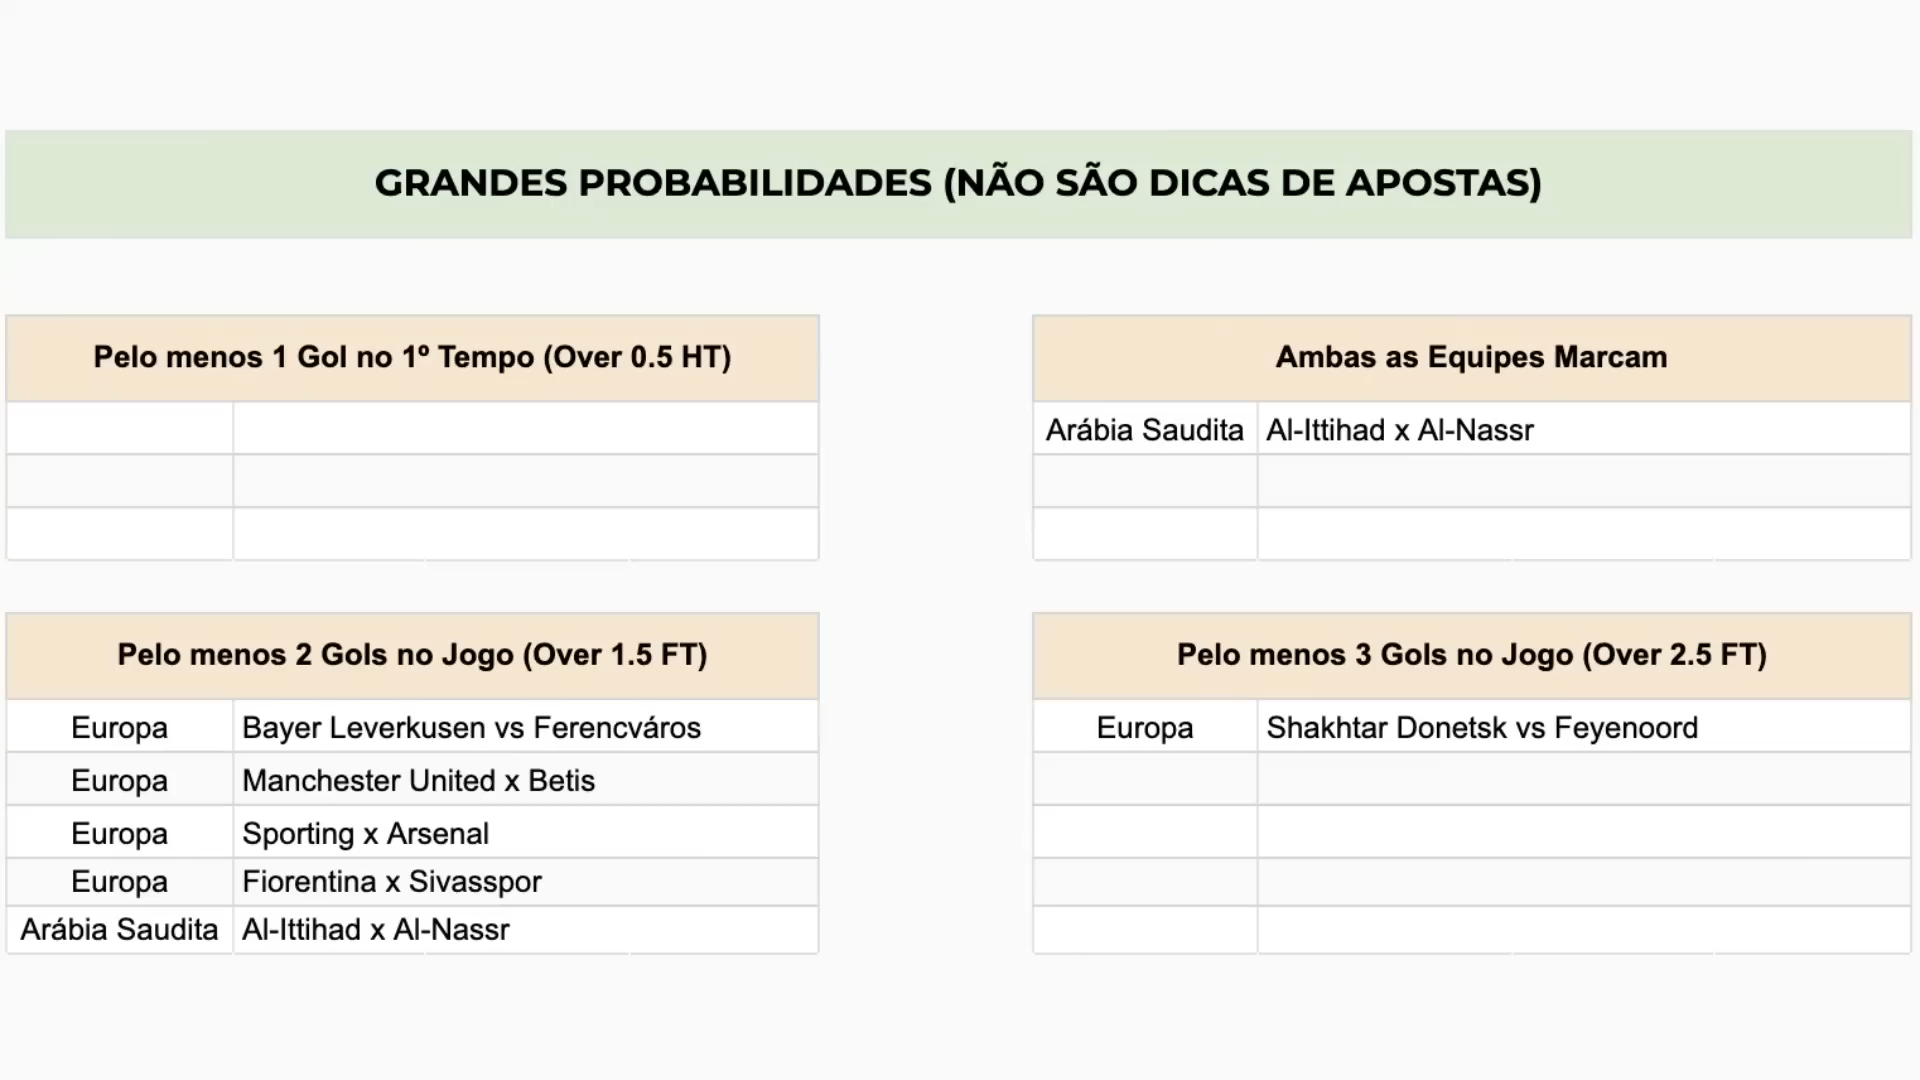 GRANDES PROBABILIDADES (NÃO SÃO DICAS DE APOSTAS)
Pelo menos 1 Gol no 1º Tempo (Over 0.5 HT)
Ambas as Equipes Marcam
Arábia Saudita Al-Ittihad x Al-Nassr
Pelo menos 2 Gols no Jogo (Over 1.5 FT)
Europa Bayer Leverkusen vs Ferencváros
Europa Manchester United x Betis
Europa Sporting x Arsenal
Europa Fiorentina x Sivasspor
Arábia Saudita Al-Ittihad x Al-Nassr
Pelo menos 3 Gols no Jogo (Over 2.5 FT)
Europa Shakhtar Donetsk vs Feyenoord